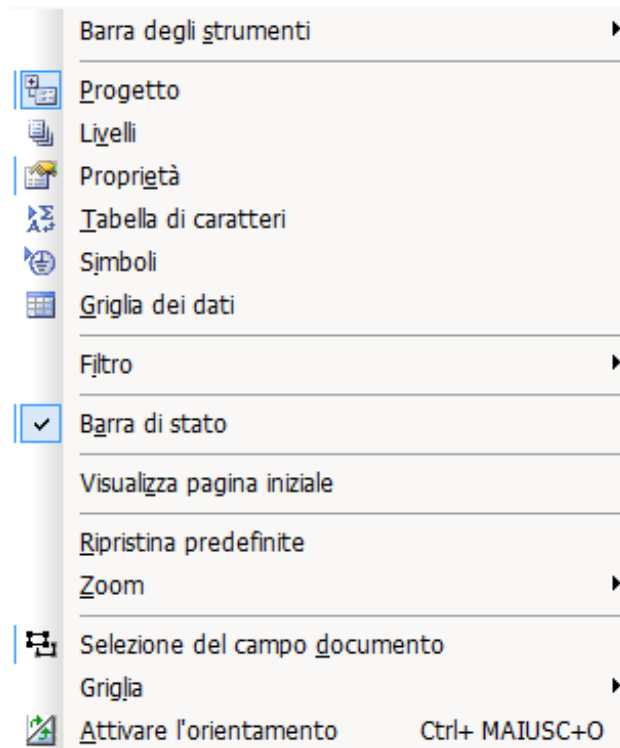 Barra degli strumenti
Progetto
Livelli
Proprietà
Tabella di caratteri
Simboli
Griglia dei dati
Filtro
Barra di stato
Visualizza pagina iniziale
Ripristina predefinite
Zoom
Selezione del campo documento
Griglia
Attivare l'orientamento Ctrl+ MAIUSC+O